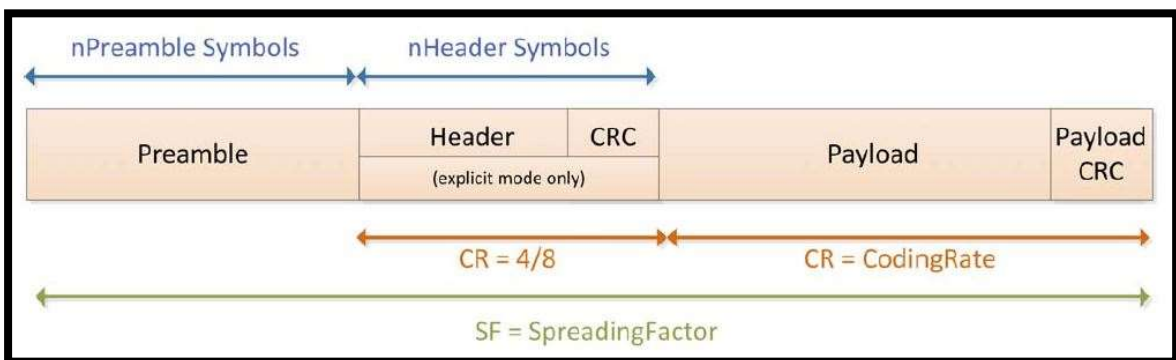 nPreamble Symbols
nHeader Symbols
Preamble
Header
CRC
(explicit mode only)
Payload
Payload
CRC
CR = 4/8
CR = CodingRate
SF = SpreadingFactor